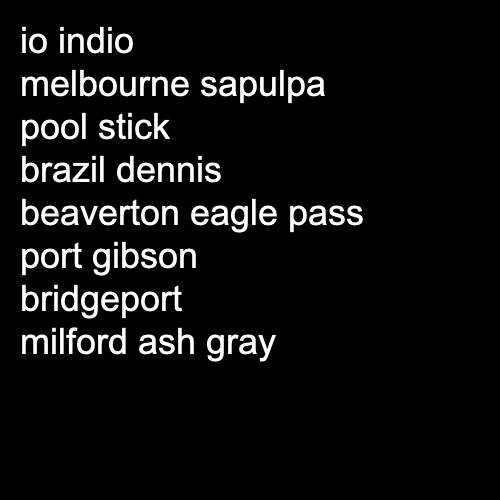 io indio
melbourne sapulpa
pool stick
brazil dennis
beaverton eagle pass
port gibson
bridgeport
milford ash gray